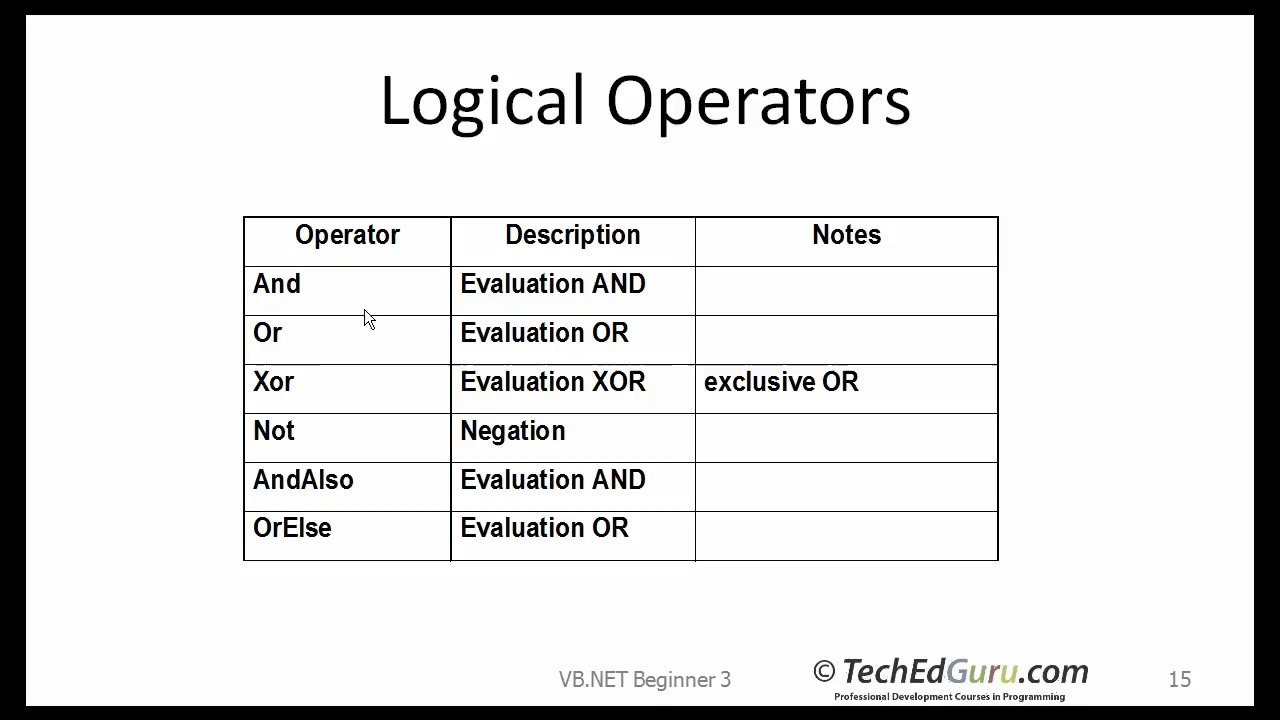 Logical Operators
Operator Description Notes
And Evaluation AND
Or Evaluation OR
Xor Evaluation XOR exclusive OR
Not Negation
AndAlso Evaluation AND
OrElse Evaluation OR
VB.NET Beginner 3 © TechEdGuru.com 15
Professional Development Courses in Programming